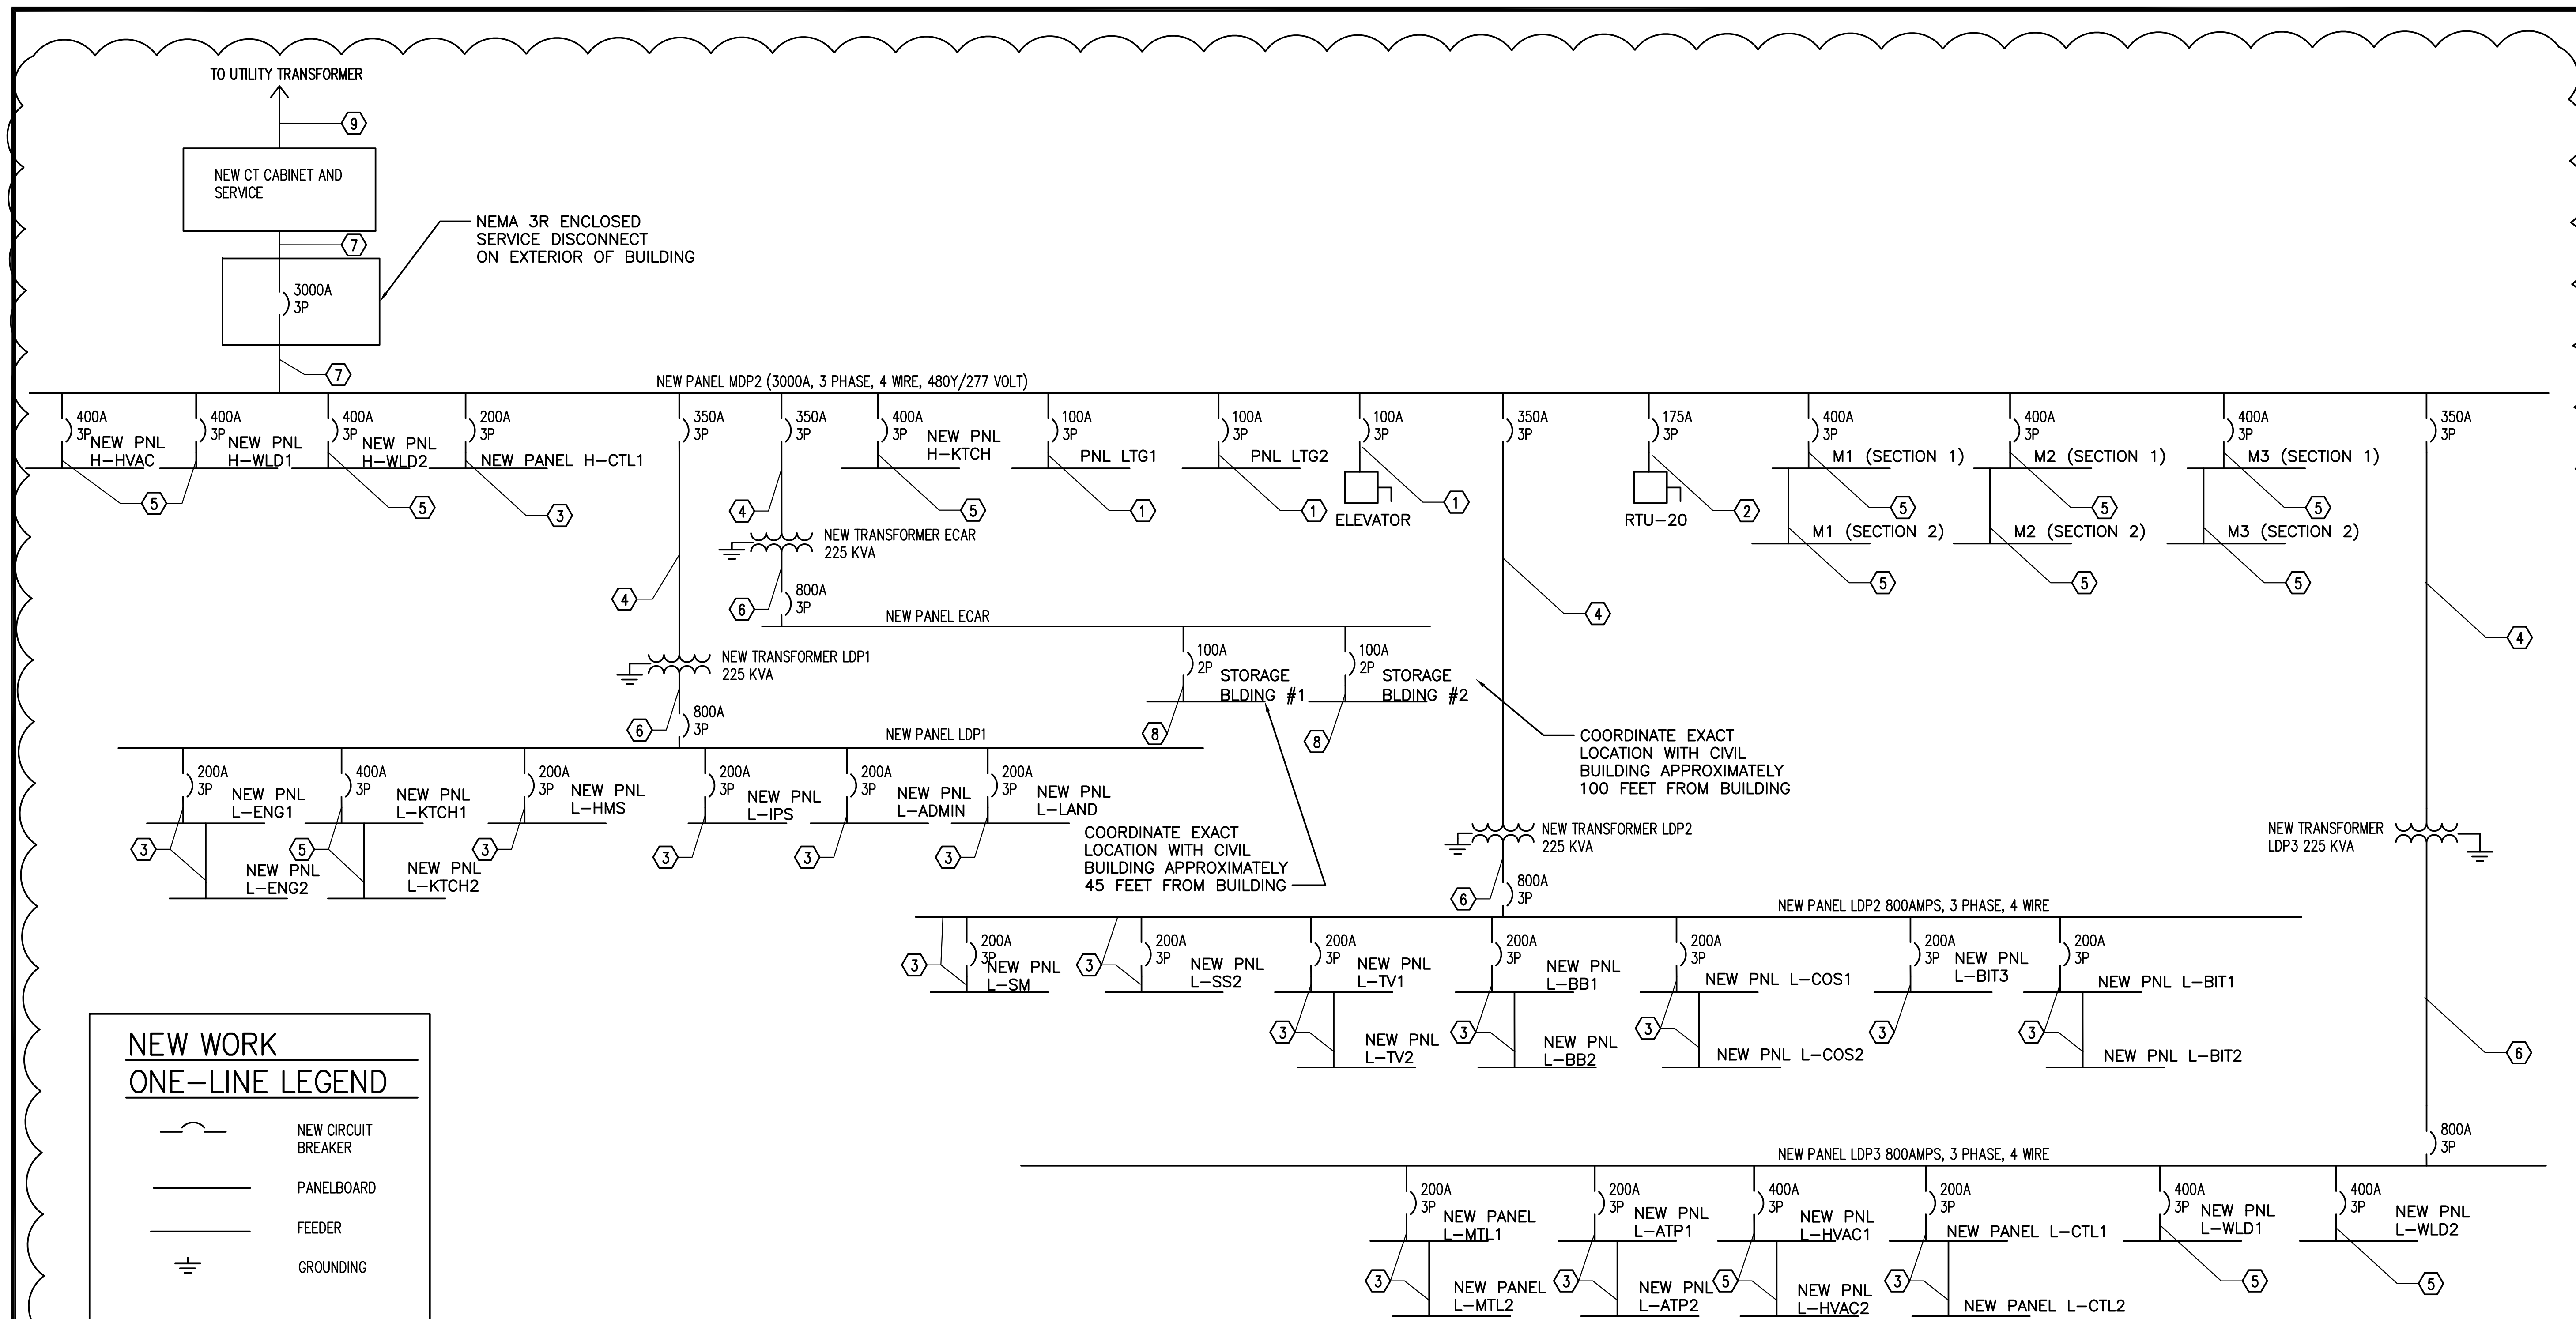 TO UTILITY TRANSFORMER
9
NEW CT CABINET AND
SERVICE
7
NEMA 3R ENCLOSED
SERVICE DISCONNECT
ON EXTERIOR OF BUILDING
3000A
3P
7
NEW PANEL MDP2 (3000A, 3 PHASE, 4 WIRE, 480Y/277 VOLT)
400A
3P
NEW PNL
H-HVAC
400A
3P
NEW PNL
H-WLD1
5
400A
3P
NEW PNL
H-WLD2
5
200A
3P
NEW PANEL H-CTL1
3
350A
3P
4
350A
3P
4
400A
3P
NEW PNL
H-KTCH
5
100A
3P
PNL LTG1
1
100A
3P
PNL LTG2
1
100A
3P
ELEVATOR
1
350A
3P
4
175A
3P
RTU-20
2
400A
3P
M1 (SECTION 1)
5
M1 (SECTION 2)
5
400A
3P
M2 (SECTION 1)
5
M2 (SECTION 2)
5
400A
3P
M3 (SECTION 1)
5
M3 (SECTION 2)
5
350A
3P
4
NEW TRANSFORMER ECAR
225 KVA
6
800A
3P
NEW PANEL ECAR
100A
2P
STORAGE
BLDING #1
8
100A
2P
STORAGE
BLDING #2
8
COORDINATE EXACT
LOCATION WITH CIVIL
BUILDING APPROXIMATELY
100 FEET FROM BUILDING
COORDINATE EXACT
LOCATION WITH CIVIL
BUILDING APPROXIMATELY
45 FEET FROM BUILDING
NEW TRANSFORMER LDP1
225 KVA
6
800A
3P
NEW PANEL LDP1
200A
3P
NEW PNL
L-ENG1
3
NEW PNL
L-ENG2
400A
3P
NEW PNL
L-KTCH1
5
NEW PNL
L-KTCH2
200A
3P
NEW PNL
L-HMS
3
200A
3P
NEW PNL
L-IPS
3
200A
3P
NEW PNL
L-ADMIN
3
200A
3P
NEW PNL
L-LAND
3
NEW TRANSFORMER LDP2
225 KVA
6
800A
3P
NEW TRANSFORMER
LDP3 225 KVA
NEW PANEL LDP2 800AMPS, 3 PHASE, 4 WIRE
3
200A
3P
NEW PNL
L-SM
3
200A
3P
NEW PNL
L-SS2
200A
3P
NEW PNL
L-TV1
3
NEW PNL
L-TV2
200A
3P
NEW PNL
L-BB1
3
NEW PNL
L-BB2
200A
3P
NEW PNL L-COS1
3
NEW PNL L-COS2
200A
3P
NEW PNL
L-BIT3
3
200A
3P
NEW PNL L-BIT1
3
NEW PNL L-BIT2
6
800A
3P
NEW PANEL LDP3 800AMPS, 3 PHASE, 4 WIRE
200A
3P
NEW PANEL
L-MTL1
3
NEW PANEL
L-MTL2
200A
3P
NEW PNL
L-ATP1
3
NEW PNL
L-ATP2
400A
3P
NEW PNL
L-HVAC1
5
NEW PNL
L-HVAC2
200A
3P
NEW PANEL L-CTL1
3
NEW PANEL L-CTL2
400A
3P
NEW PNL
L-WLD1
5
400A
3P
NEW PNL
L-WLD2
5
NEW WORK
ONE-LINE LEGEND
NEW CIRCUIT
BREAKER
PANELBOARD
FEEDER
GROUNDING